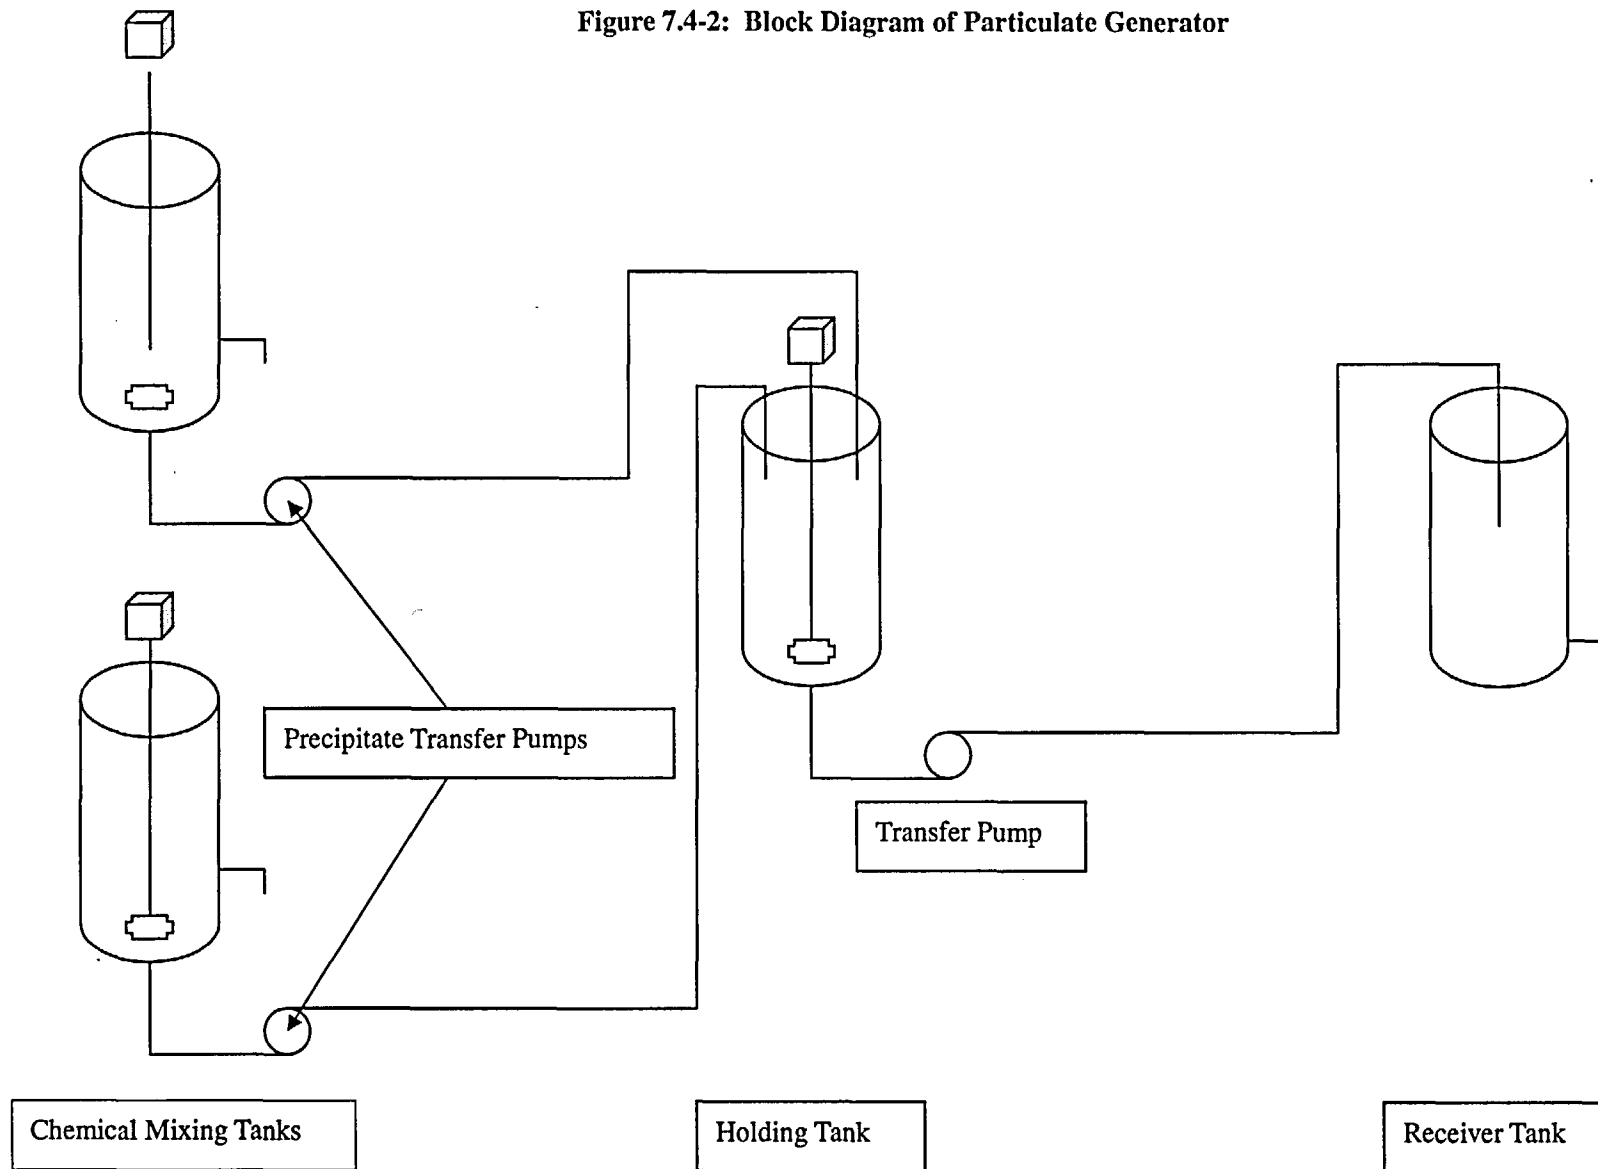 Figure 7.4-2: Block Diagram of Particulate Generator
Precipitate Transfer Pumps
Transfer Pump
Chemical Mixing Tanks
Holding Tank
Receiver Tank